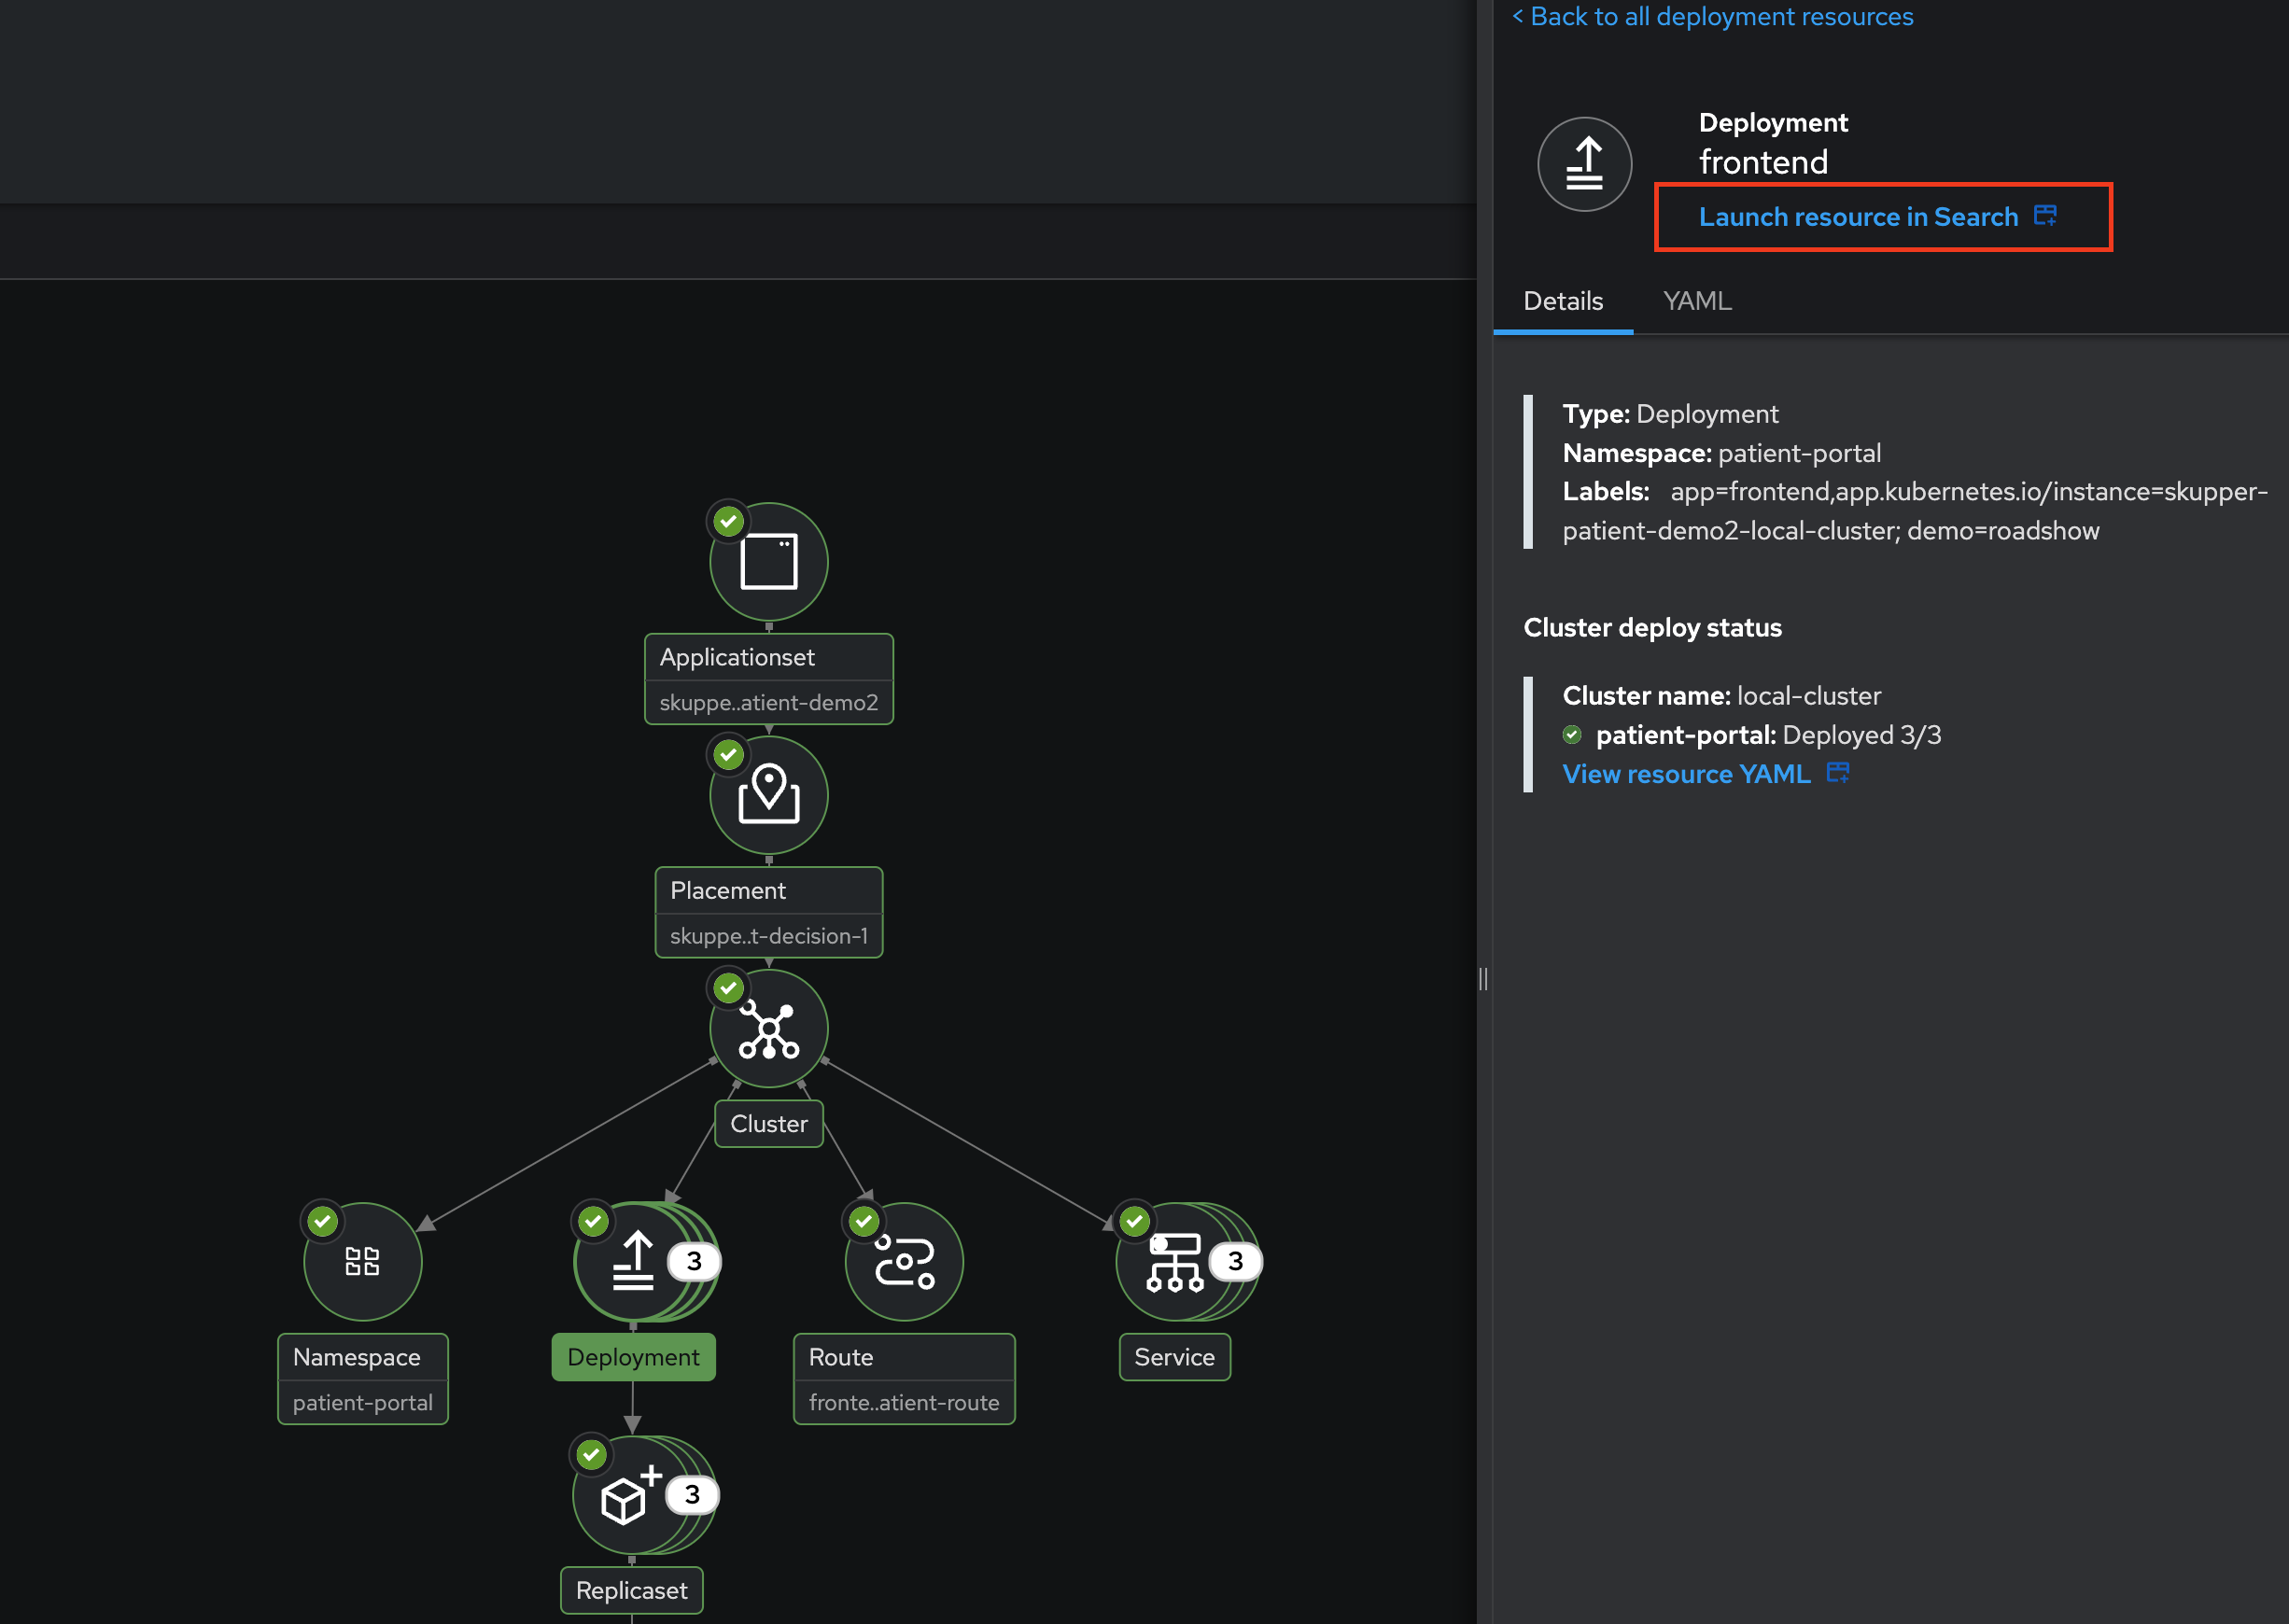 < Back to all deployment resources
Deployment
frontend
Launch resource in Search
Details YAML
Type: Deployment
Namespace: patient-portal
Labels: app=frontend,app.kubernetes.io/instance=skupper-
patient-demo2-local-cluster; demo=roadshow
Cluster deploy status
Cluster name: local-cluster
patient-portal: Deployed 3/3
View resource YAML
Applicationset
skuppe..atient-demo2
Placement
skuppe..t-decision-1
Cluster
3
3
Namespace
patient-portal
Deployment
Route
fronte..atient-route
Service
3
Replicaset